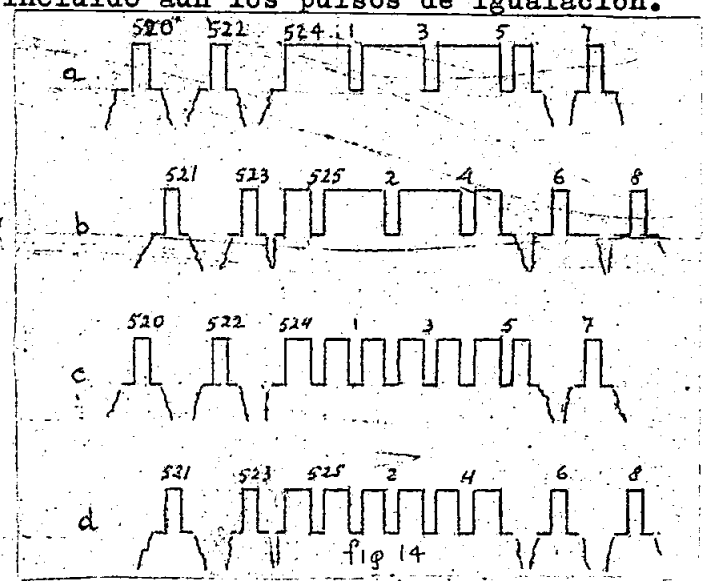 incluido aún los pulsos de igualación.
520 522 524 1 3 5 7
a
521 523 525 2 4 6 8
b
520 522 524 1 3 5 7
c
521 523 525 2 4 6 8
d
fig 14